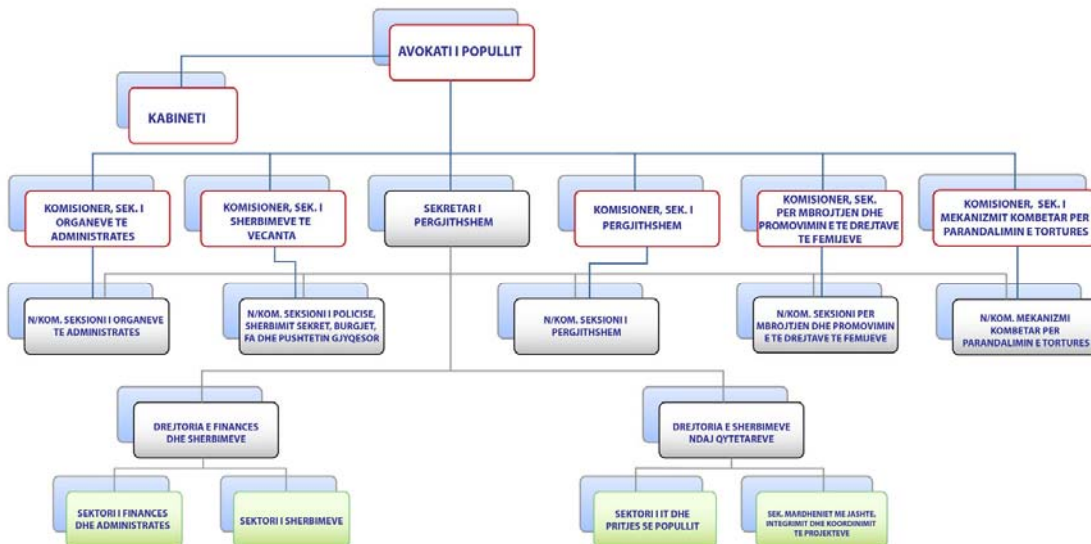 AVOKATI I POPULLIT
KABINETI
KOMISIONER, SEK. I
ORGANEVE TE
ADMINISTRATES
KOMISIONER, SEK. I
SHERBIMEVE TE
VECANTA
SEKRETAR I
PERGJITHSHEM
KOMISIONER, SEK. I
PERGJITHSHEM
KOMISIONER, SEK.
PER MBROJTJEN DHE
PROMOVIMIN E TE DREJTAVE
TE FEMIJEVE
KOMISIONER, SEK. I
MEKANIZMIT KOMBETAR PER
PARANDALIMIN E TORTURES
N/KOM. SEKSIONI I ORGANEVE
TE ADMINISTRATES
N/KOM. SEKSIONI I POLICISE,
SHERBIMIT SEKRET, BURGJET,
FA DHE PUSHTETIN GJYQESOR
N/KOM. SEKSIONI I
PERGJITHSHEM
N/KOM. SEKSIONI PER
MBROJTJEN DHE PROMOVIMIN
E TE DREJTAVE TE FEMIJEVE
N/KOM. MEKANIZMI
KOMBETAR PER
PARANDALIMIN E TORTURES
DREJTORIA E FINANCES
DHE SHERBIMEVE
DREJTORIA E SHERBIMEVE
NDAJ QYTETAREVE
SEKTORI I FINANCES
DHE ADMINISTRATES
SEKTORI I SHERBIMEVE
SEKTORI I IT DHE
PRITJES SE POPULLIT
SEK. MARDHENIET ME JASHTE,
INTEGRIMIT DHE KOORDINIMIT
TE PROJEKTEVE